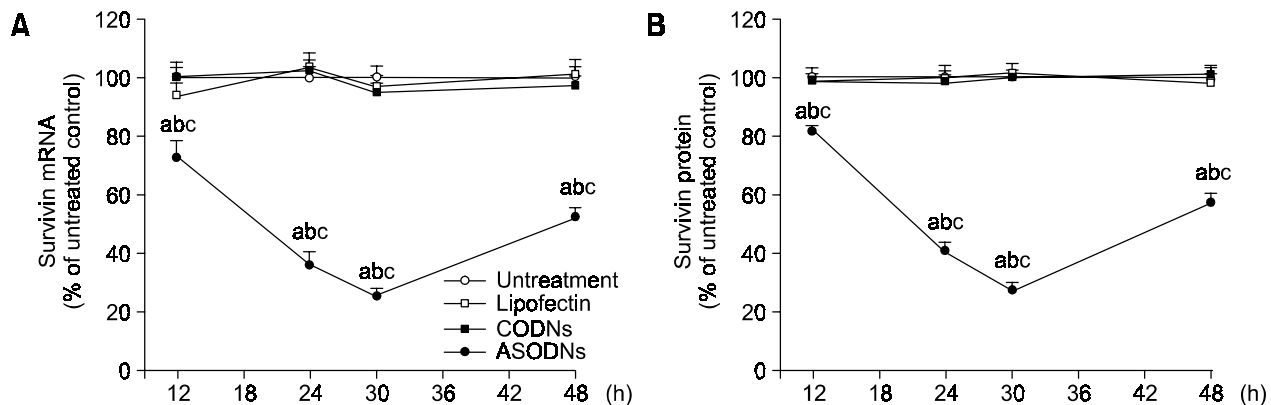 A
Survivin mRNA
(% of untreated control)
120
100
80
60
40
20
0
abc
abc
abc
abc
Untreatment
Lipofectin
CODNs
ASODNs
12 18 24 30 36 42 48 (h)
B
Survivin protein
(% of untreated control)
120
100
80
60
40
20
0
abc
abc
abc
abc
12 18 24 30 36 42 48 (h)